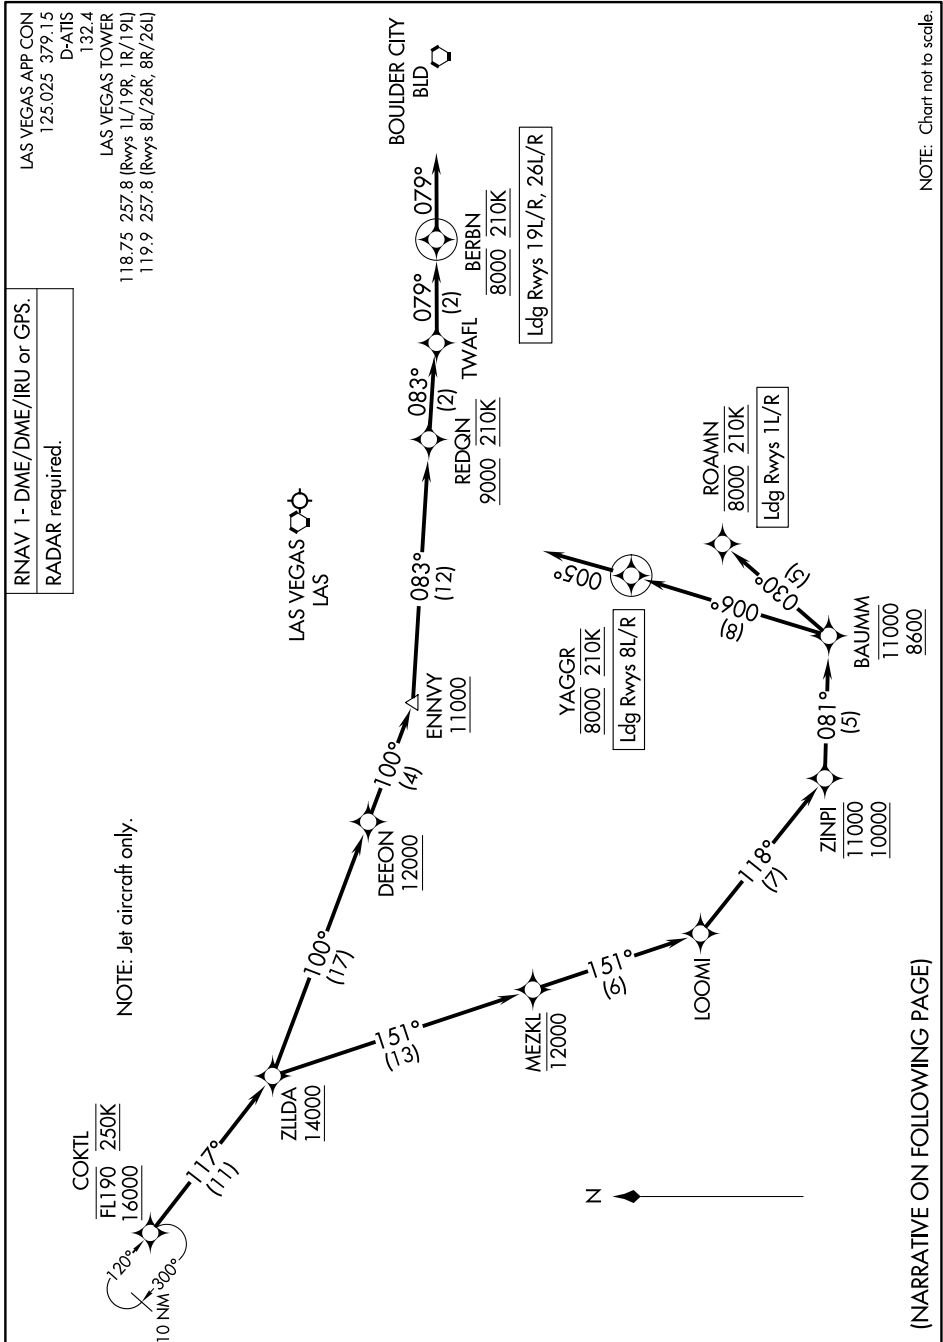 RNAV 1 - DME/DME/IRU or GPS.
RADAR required.
LAS VEGAS APP CON
125.025 379.15
D-ATIS
132.4
LAS VEGAS TOWER
118.75 257.8 (Rwys 1L/19R, 1R/19L)
119.9 257.8 (Rwys 8L/26R, 8R/26L)
NOTE: Jet aircraft only.
COKTL
FL190 250K
16000
120°
300°
10 NM
117°
(11)
ZLLDA
14000
100°
(17)
DEEON
12000
100°
(4)
ENNVY
11000
083°
(12)
LAS VEGAS
LAS
REDQN
9000 210K
083°
(2)
TWAFL
079°
(2)
BERBN
8000 210K
Ldg Rwys 19L/R, 26L/R
079°
BOULDER CITY
BLD
151°
(13)
MEZKL
12000
151°
(6)
LOOMI
118°
(7)
ZINPI
11000
10000
081°
(5)
BAUMM
11000
8600
006°
(8)
YAGGR
8000 210K
Ldg Rwys 8L/R
005°
030°
(5)
ROAMN
8000 210K
Ldg Rwys 1L/R
N
(NARRATIVE ON FOLLOWING PAGE)
NOTE: Chart not to scale.